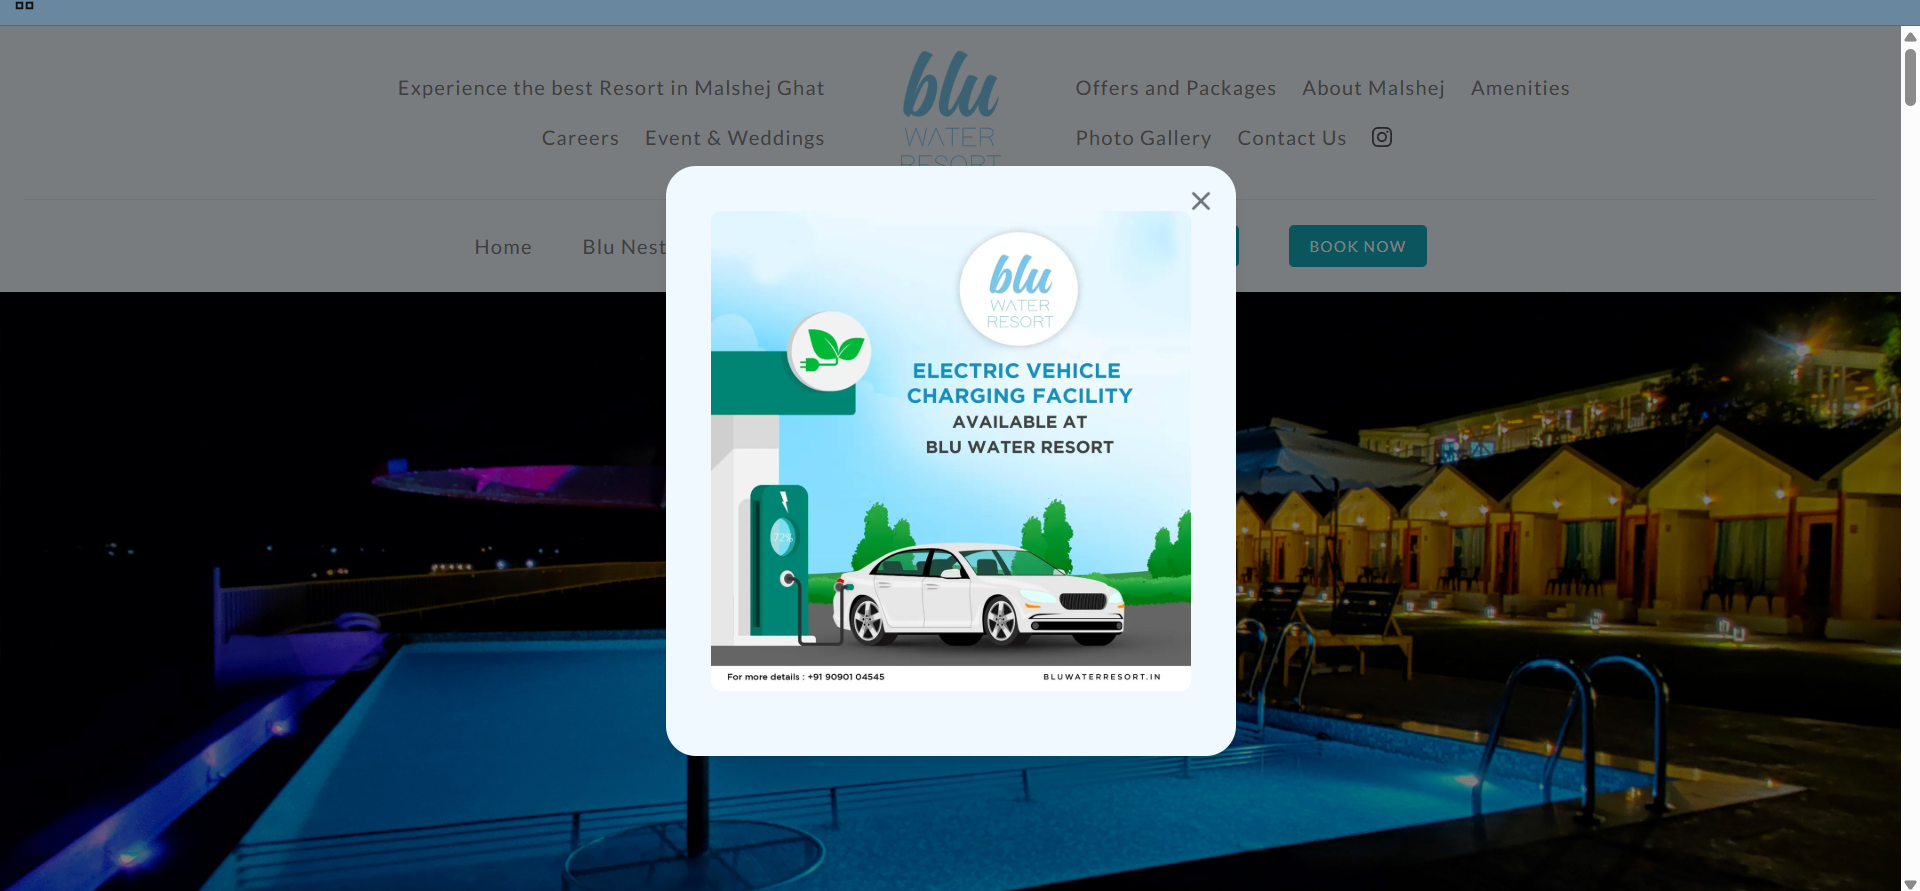 Experience the best Resort in Malshej Ghat
Careers Event & Weddings
blu
WATER
RESORT
Offers and Packages About Malshej Amenities
Photo Gallery Contact Us
Home Blu Nest
BOOK NOW
blu
WATER
RESORT
ELECTRIC VEHICLE
CHARGING FACILITY
AVAILABLE AT
BLU WATER RESORT
72%
For more details : +91 90901 04545
BLUWATERRESORT.IN